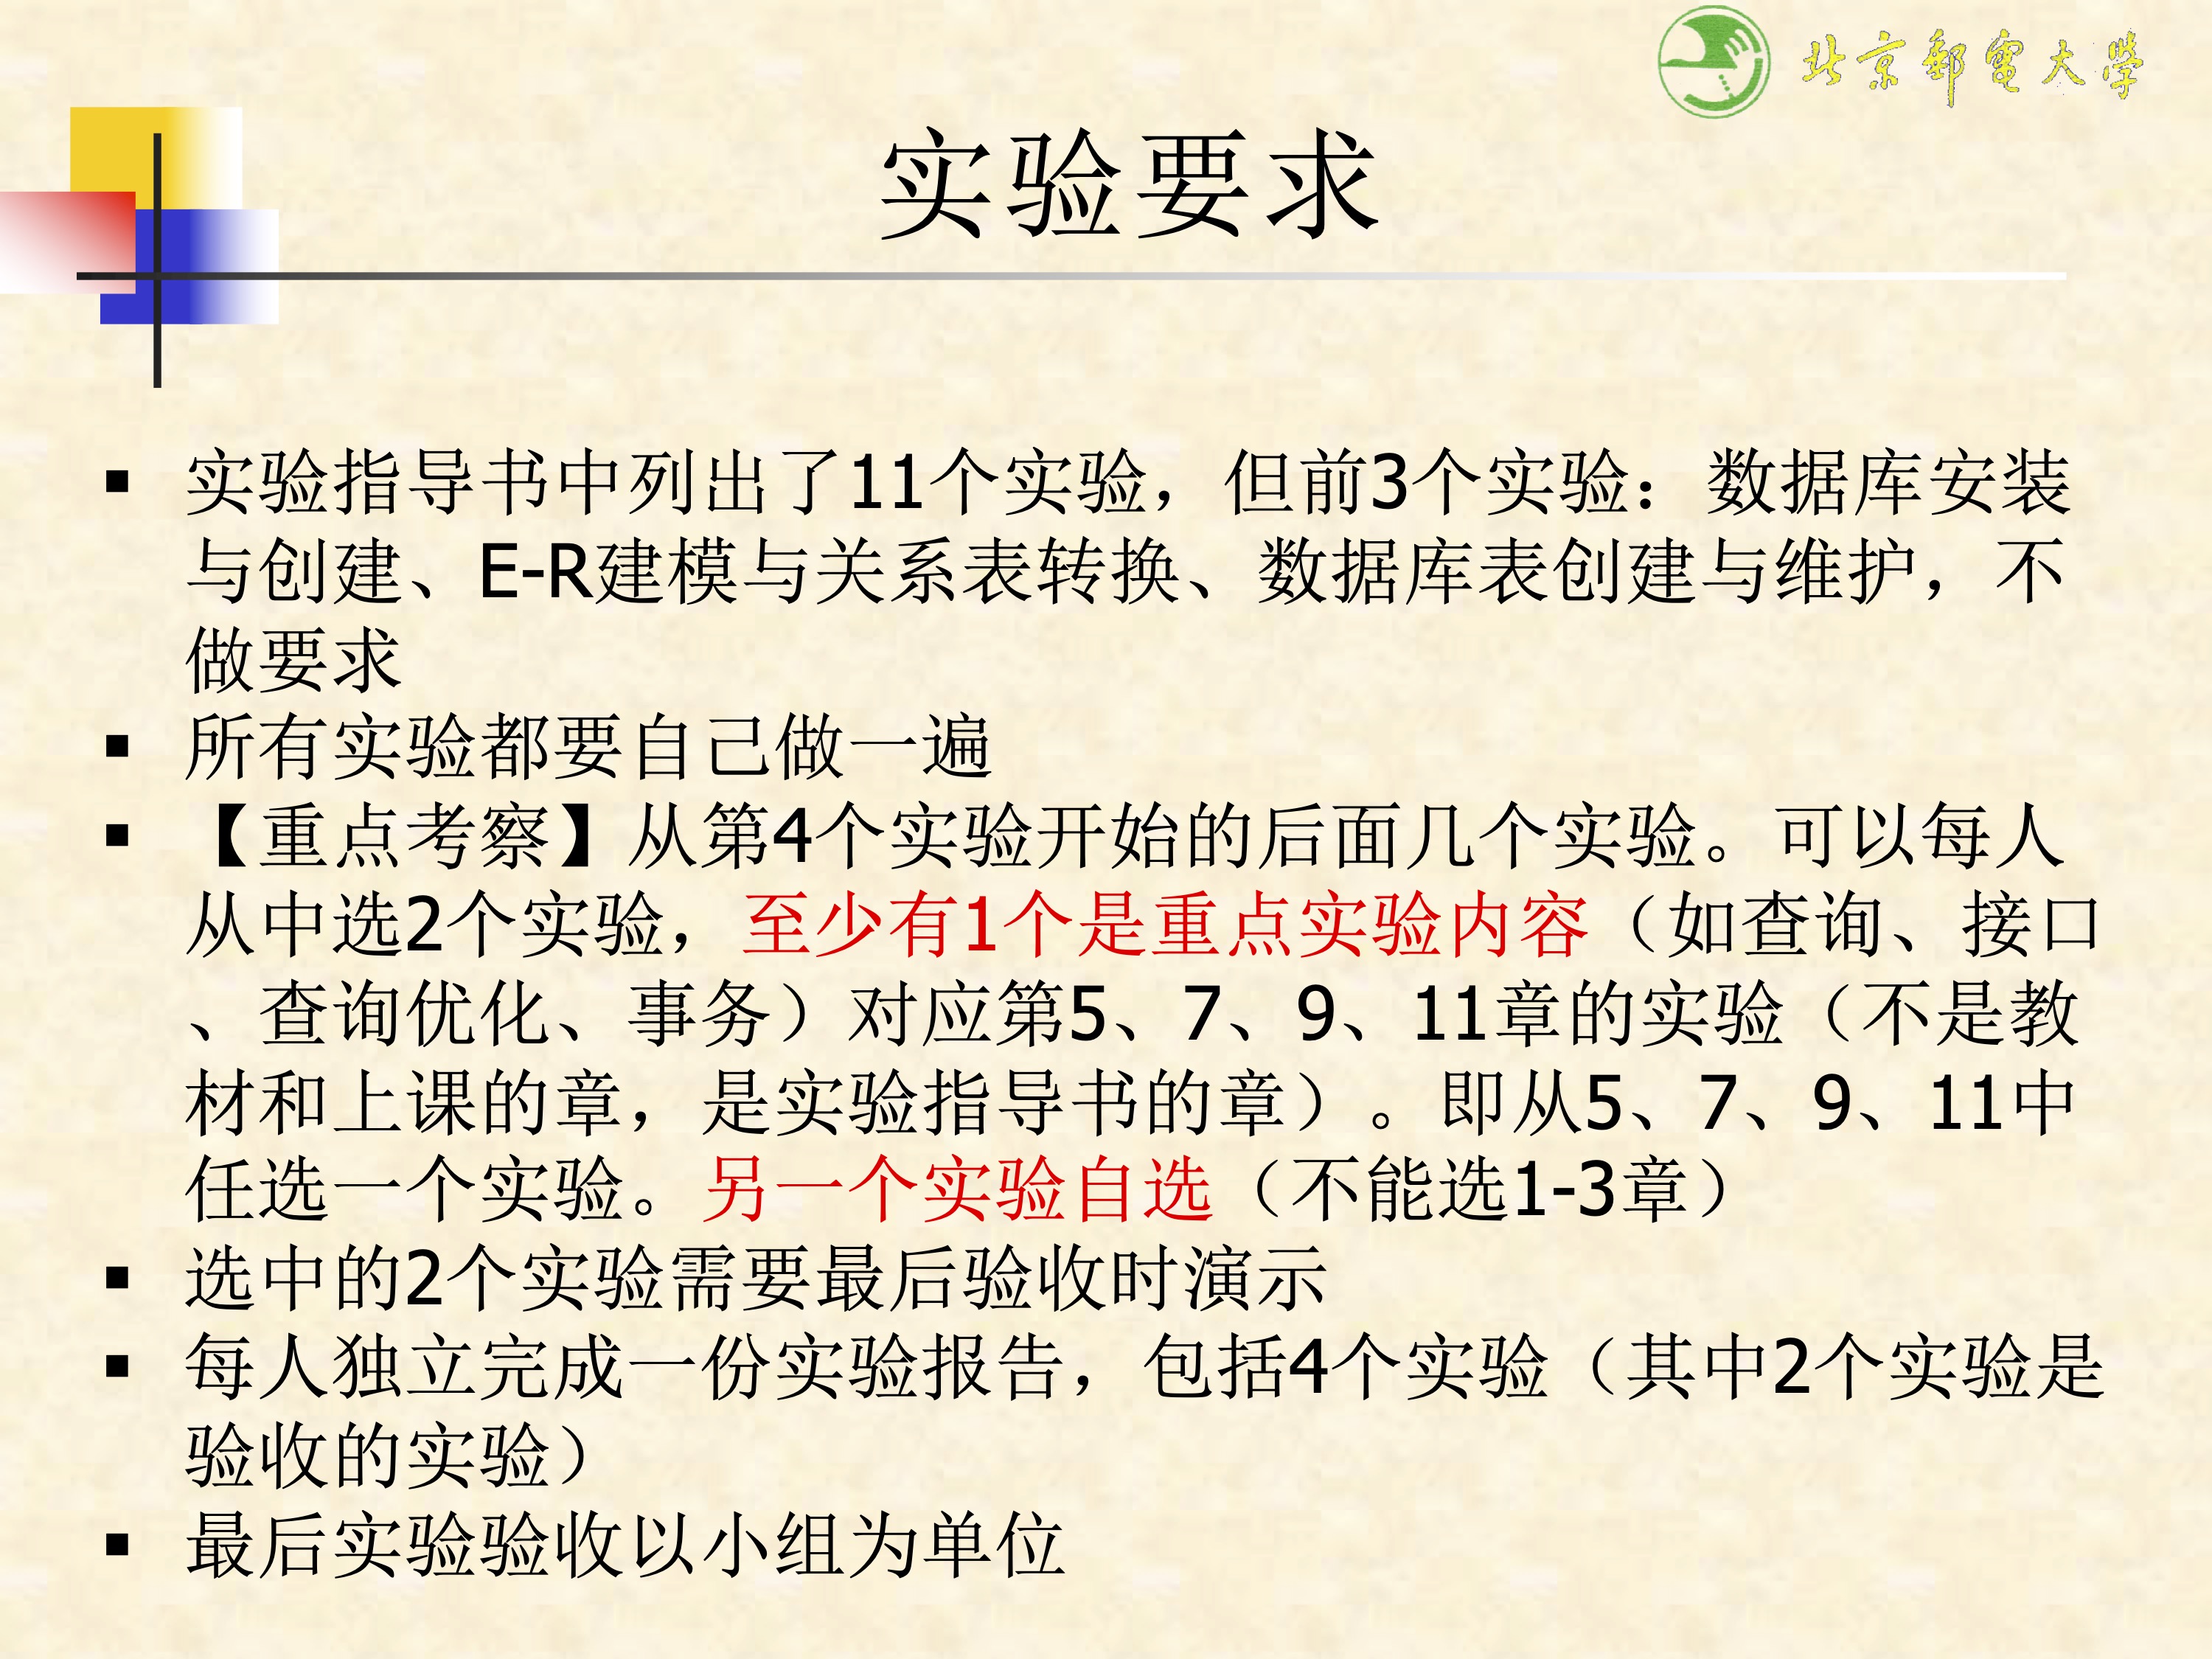 北京郵電大學
实验要求
▪ 实验指导书中列出了11个实验，但前3个实验：数据库安装
与创建、E-R建模与关系表转换、数据库表创建与维护，不
做要求
▪ 所有实验都要自己做一遍
▪ 【重点考察】从第4个实验开始的后面几个实验。可以每人
从中选2个实验，至少有1个是重点实验内容（如查询、接口
、查询优化、事务）对应第5、7、9、11章的实验（不是教
材和上课的章，是实验指导书的章）。即从5、7、9、11中
任选一个实验。另一个实验自选（不能选1-3章）
▪ 选中的2个实验需要最后验收时演示
▪ 每人独立完成一份实验报告，包括4个实验（其中2个实验是
验收的实验）
▪ 最后实验验收以小组为单位